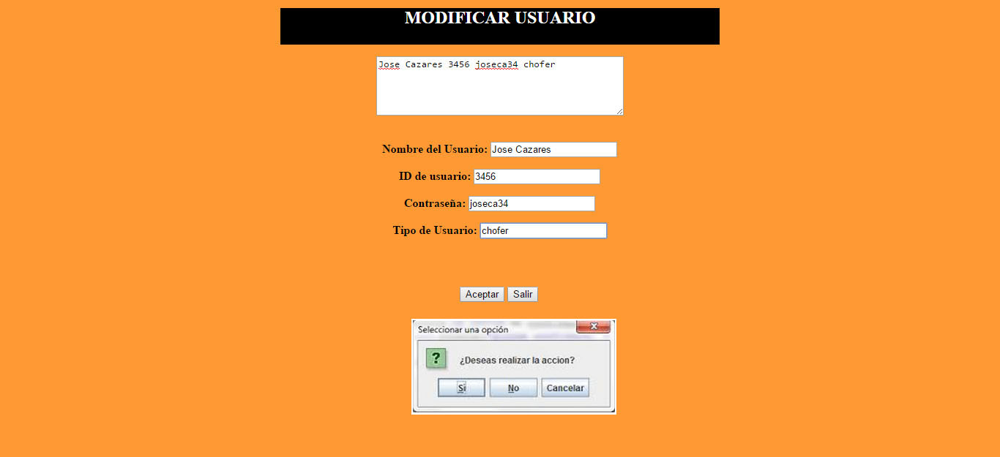 MODIFICAR USUARIO
Jose Cazares 3456 joseca34 chofer
Nombre del Usuario: Jose Cazares
ID de usuario: 3456
Contraseña: joseca34
Tipo de Usuario: chofer
Aceptar Salir
Seleccionar una opción
¿Deseas realizar la accion?
Sí No Cancelar